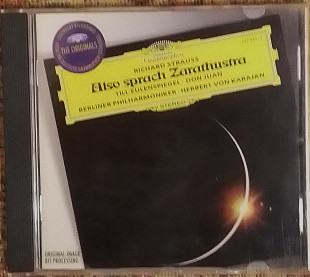 THE ORIGINALS
RICHARD STRAUSS
Also sprach Zarathustra
TILL EULENSPIEGEL · DON JUAN
BERLINER PHILHARMONIKER · HERBERT VON KARAJAN
STEREO
ORIGINAL-IMAGE
BIT-PROCESSING